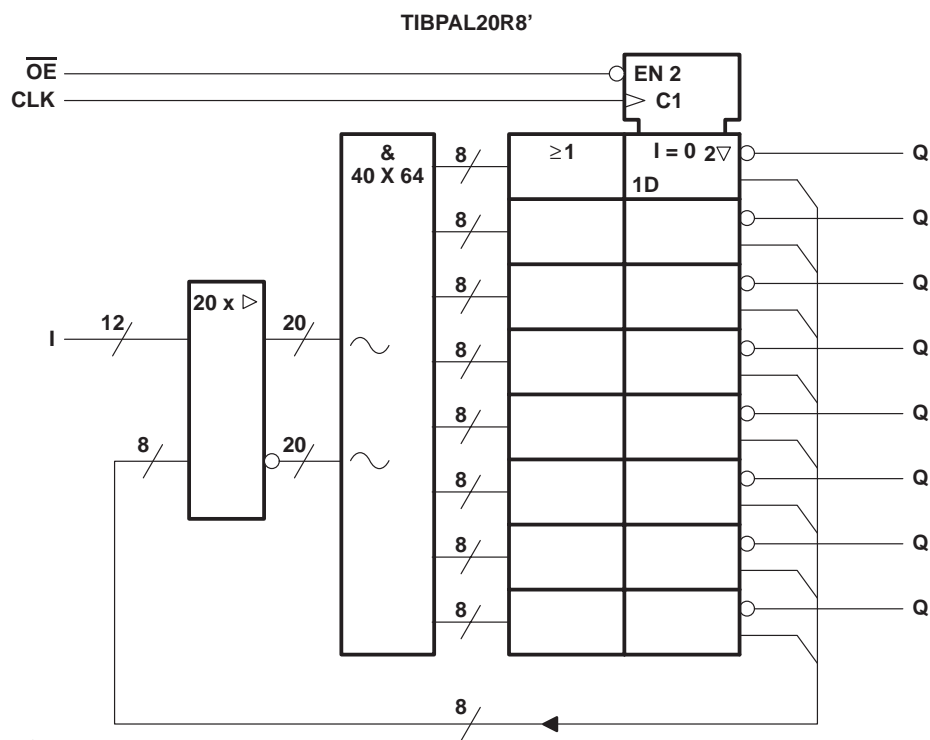 TIBPAL20R8’
OE
EN 2
CLK
C1
&
40 X 64
8
≥1
I = 0 2▽
Q
1D
8
Q
8
Q
20 x ▷
I
12
20
8
Q
8
Q
8
20
8
Q
8
Q
8
Q
8